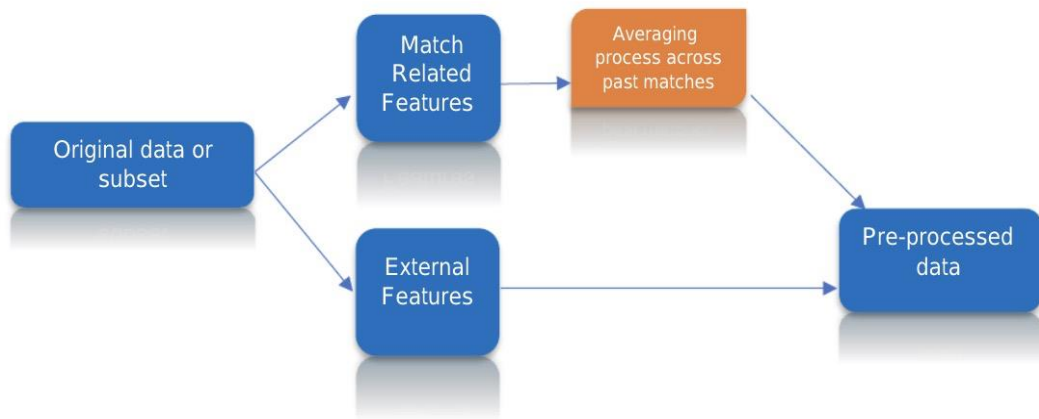 Original data or
subset
Match
Related
Features
Averaging
process across
past matches
External
Features
Pre-processed
data